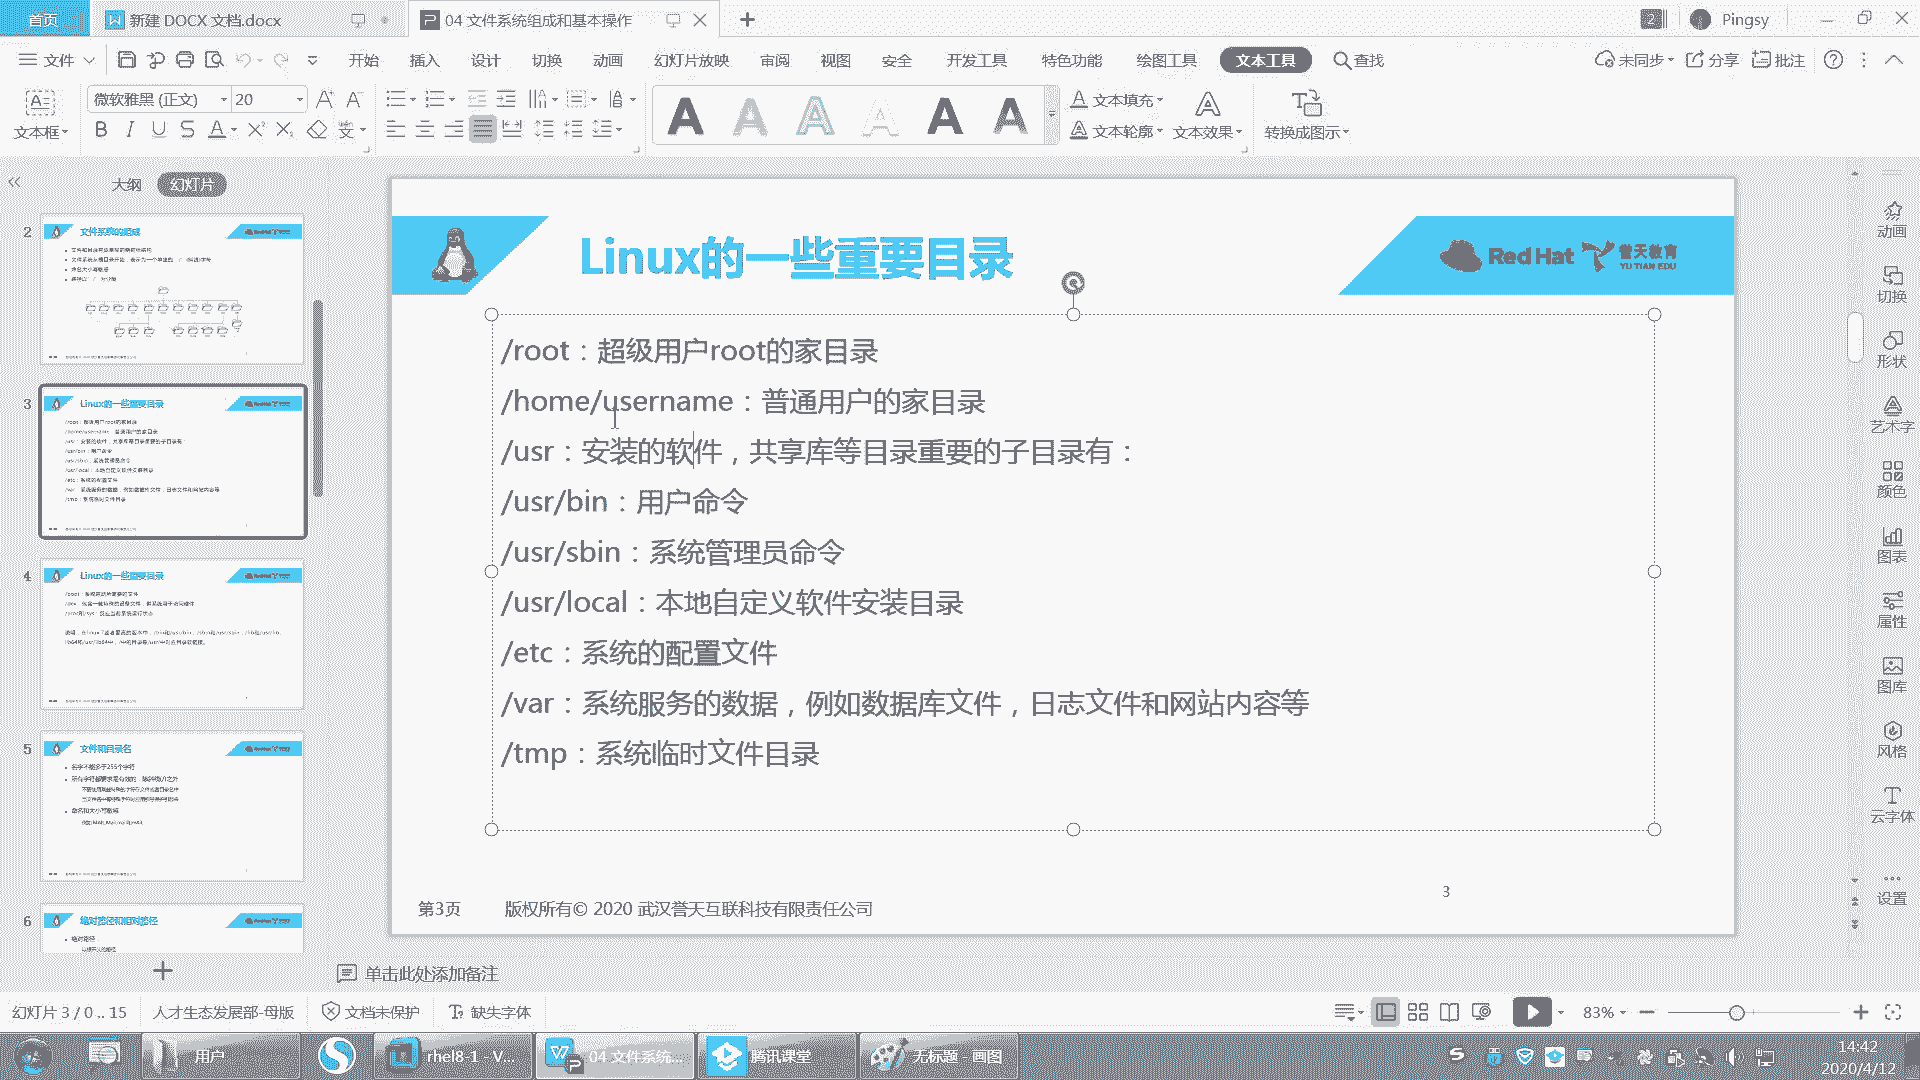 首页
新建 DOCX 文档.docx
04 文件系统组成和基本操作
2
Pingsy
文件
开始
插入
设计
切换
动画
幻灯片放映
审阅
视图
安全
开发工具
特色功能
绘图工具
文本工具
查找
未同步
分享
批注
文本框
微软雅黑 (正文)
20
文本填充
文本轮廓
文本效果
转换成图示
大纲
幻灯片
2
文件系统的组成
3
Linux的一些重要目录
4
Linux的一些重要目录
5
文件和目录名
6
绝对路径和相对路径
Linux的一些重要目录
Red Hat
誉天教育
YU TIAN EDU
/root：超级用户root的家目录
/home/username：普通用户的家目录
/usr：安装的软件，共享库等目录重要的子目录有：
/usr/bin：用户命令
/usr/sbin：系统管理员命令
/usr/local：本地自定义软件安装目录
/etc：系统的配置文件
/var：系统服务的数据，例如数据库文件，日志文件和网站内容等
/tmp：系统临时文件目录
3
第3页
版权所有© 2020 武汉誉天互联科技有限责任公司
动画
切换
形状
艺术字
颜色
图表
属性
图库
风格
云字体
设置
单击此处添加备注
幻灯片 3 / 0 .. 15
人才生态发展部-母版
文档未保护
缺失字体
83%
用户
rhel8-1 - V...
04 文件系统...
腾讯课堂
无标题 - 画图
14:42
2020/4/12